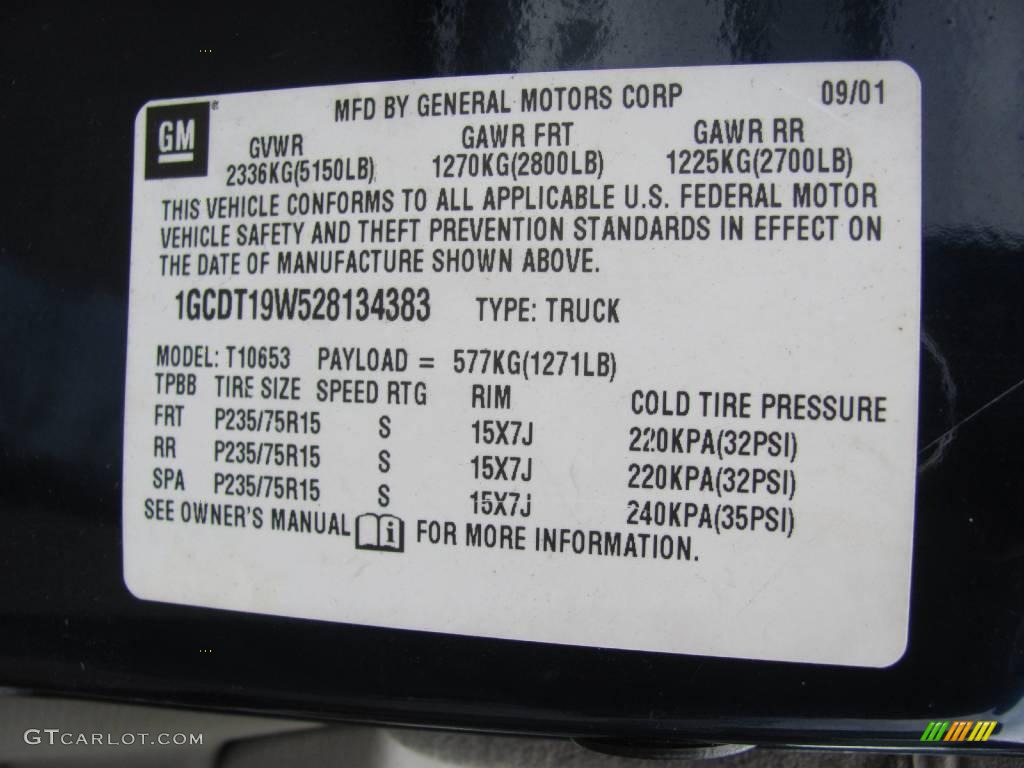 GM® MFD BY GENERAL MOTORS CORP 09/01
GVWR GAWR FRT GAWR RR
2336KG(5150LB) 1270KG(2800LB) 1225KG(2700LB)
THIS VEHICLE CONFORMS TO ALL APPLICABLE U.S. FEDERAL MOTOR
VEHICLE SAFETY AND THEFT PREVENTION STANDARDS IN EFFECT ON
THE DATE OF MANUFACTURE SHOWN ABOVE.
1GCDT19W528134383 TYPE: TRUCK
MODEL: T10653 PAYLOAD = 577KG(1271LB)
TPBB TIRE SIZE SPEED RTG RIM COLD TIRE PRESSURE
FRT P235/75R15 S 15X7J 220KPA(32PSI)
RR P235/75R15 S 15X7J 220KPA(32PSI)
SPA P235/75R15 S 15X7J 240KPA(35PSI)
SEE OWNER'S MANUAL i FOR MORE INFORMATION.
GTCARLOT.COM